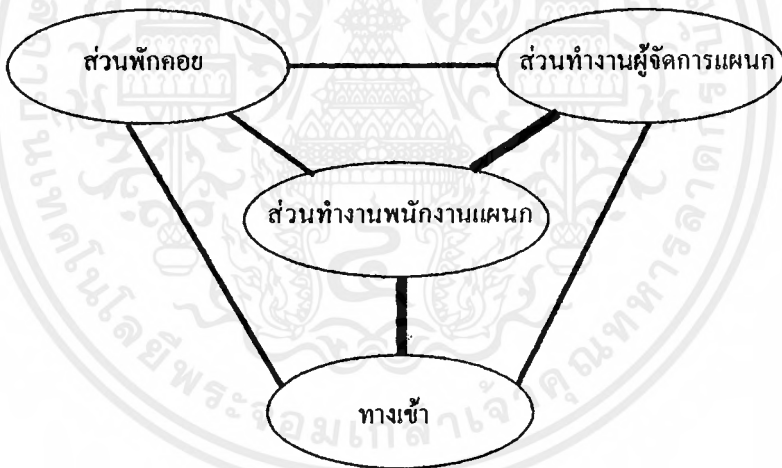 ส่วนพักคอย
ส่วนทำงานผู้จัดการแผนก
ส่วนทำงานพนักงานแผนก
ทางเข้า